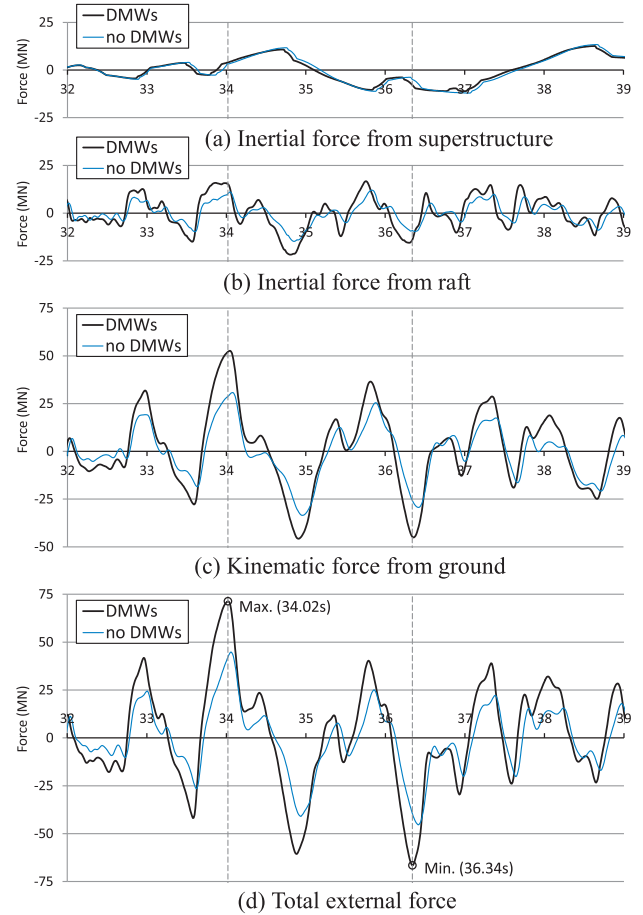 25
0
-25
Force (MN)
DMWs
no DMWs
32 33 34 35 36 37 38 39
(a) Inertial force from superstructure
25
0
-25
Force (MN)
DMWs
no DMWs
32 33 34 35 36 37 38 39
(b) Inertial force from raft
75
50
25
0
-25
-50
Force (MN)
DMWs
no DMWs
32 33 34 35 36 37 38 39
(c) Kinematic force from ground
75
50
25
0
-25
-50
-75
Force (MN)
DMWs
no DMWs
Max. (34.02s)
32 33 34 35 36 37 38 39
Min. (36.34s)
(d) Total external force